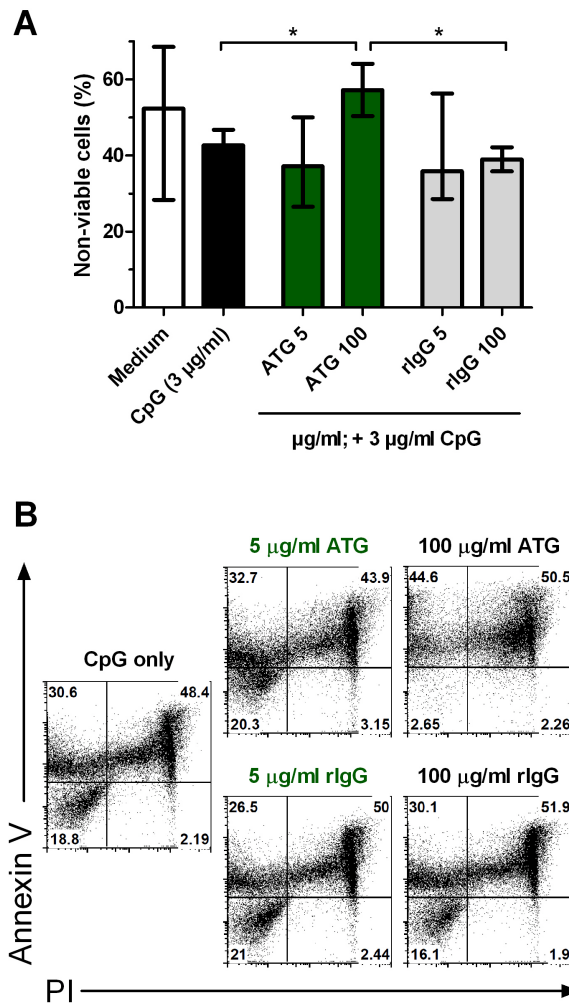 A
Non-viable cells (%)
60
40
20
0
* *
Medium
CpG (3 µg/ml)
ATG 5
ATG 100
rIgG 5
rIgG 100
µg/ml; + 3 µg/ml CpG
B
5 µg/ml ATG 100 µg/ml ATG
32.7 43.9 44.6 50.5
20.3 3.15 2.65 2.26
CpG only
30.6 48.4
18.8 2.19
5 µg/ml rIgG 100 µg/ml rIgG
26.5 50 30.1 51.9
21 2.44 16.1 1.9
Annexin V
PI